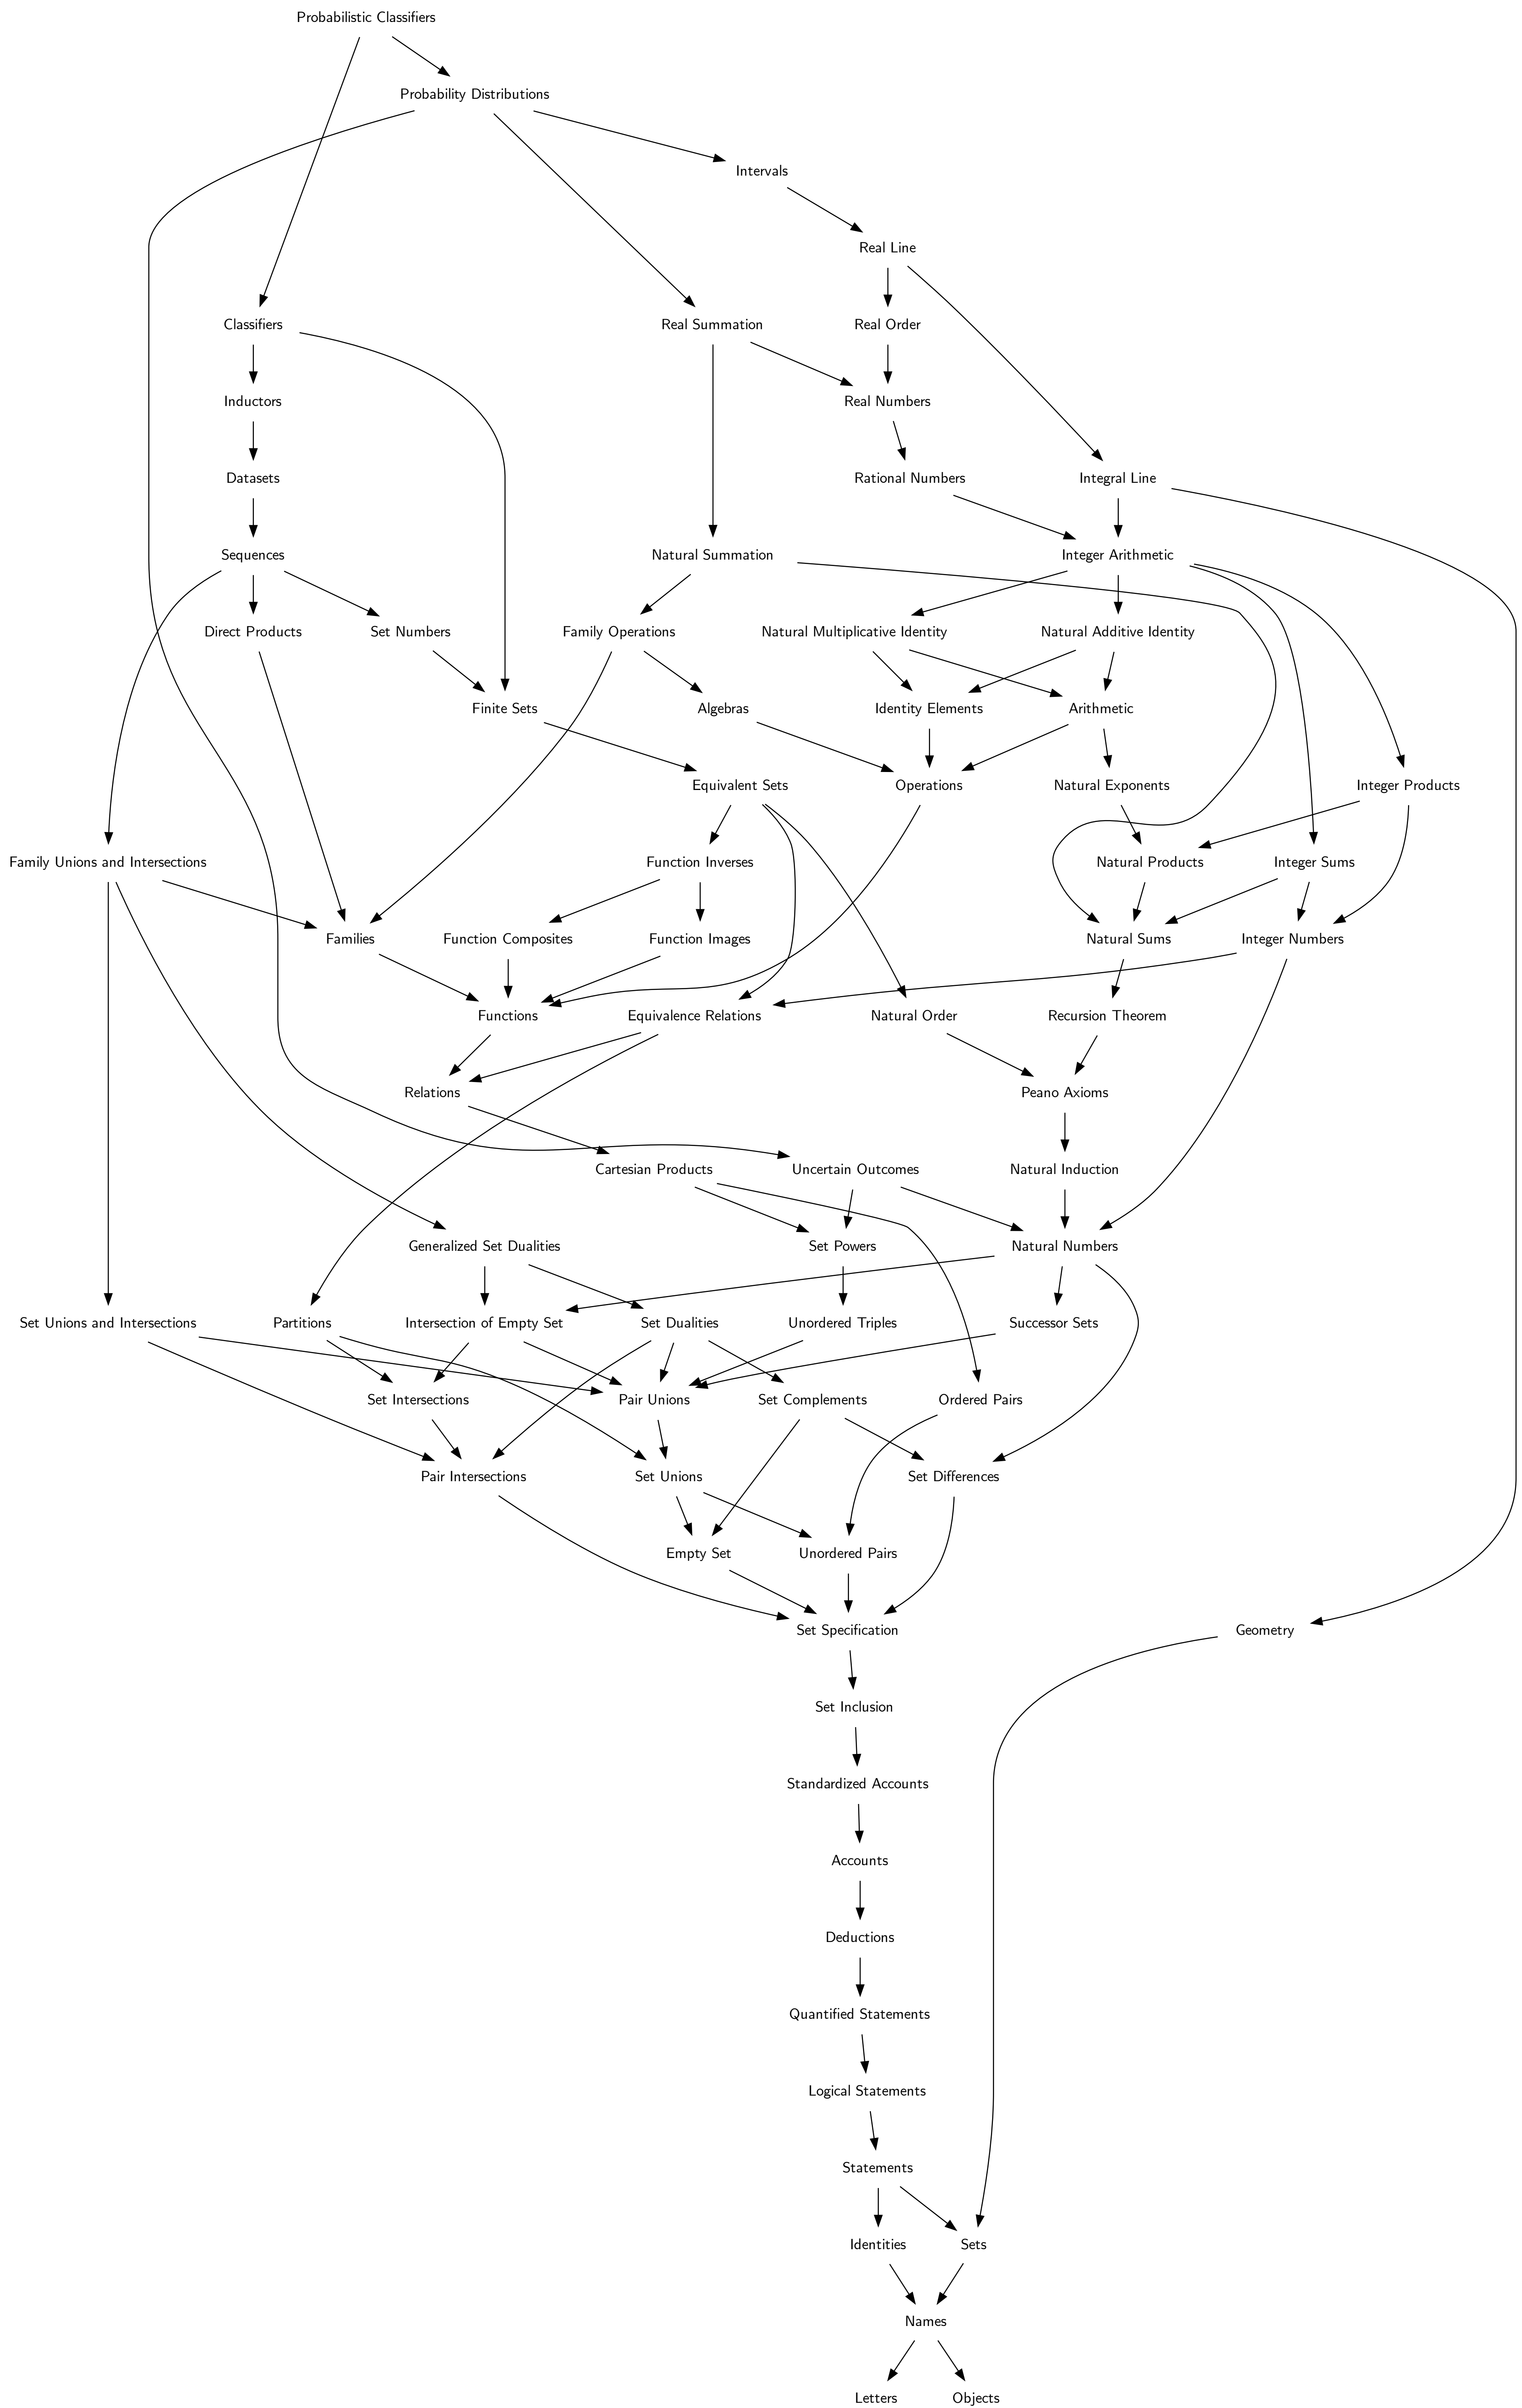 Probabilistic Classifiers
Probability Distributions
Intervals
Real Line
Classifiers
Real Summation
Real Order
Inductors
Real Numbers
Datasets
Rational Numbers
Integral Line
Sequences
Natural Summation
Integer Arithmetic
Direct Products
Set Numbers
Family Operations
Natural Multiplicative Identity
Natural Additive Identity
Finite Sets
Algebras
Identity Elements
Arithmetic
Equivalent Sets
Operations
Natural Exponents
Integer Products
Family Unions and Intersections
Function Inverses
Natural Products
Integer Sums
Families
Function Composites
Function Images
Natural Sums
Integer Numbers
Functions
Equivalence Relations
Natural Order
Recursion Theorem
Relations
Peano Axioms
Cartesian Products
Uncertain Outcomes
Natural Induction
Generalized Set Dualities
Set Powers
Natural Numbers
Set Unions and Intersections
Partitions
Intersection of Empty Set
Set Dualities
Unordered Triples
Successor Sets
Set Intersections
Pair Unions
Set Complements
Ordered Pairs
Pair Intersections
Set Unions
Set Differences
Empty Set
Unordered Pairs
Set Specification
Geometry
Set Inclusion
Standardized Accounts
Accounts
Deductions
Quantified Statements
Logical Statements
Statements
Identities
Sets
Names
Letters
Objects